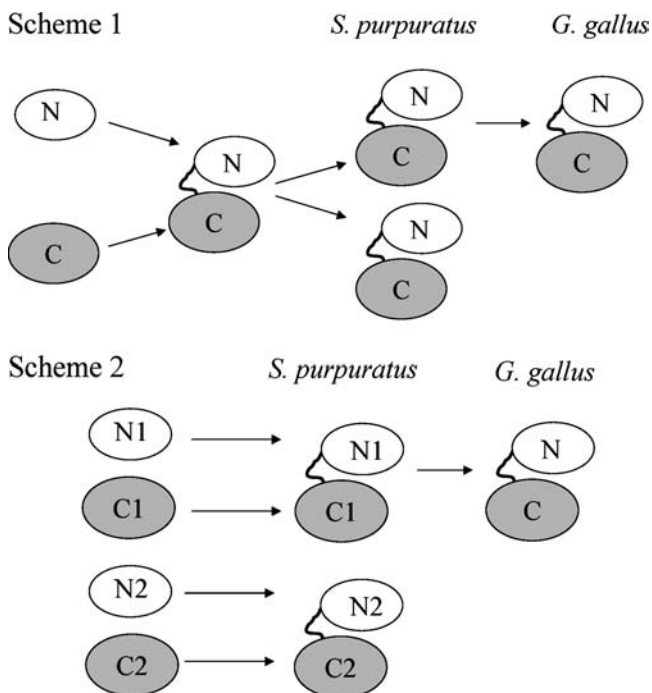 Scheme 1 S. purpuratus G. gallus
N N N
N
C C C
C N
C
Scheme 2 S. purpuratus G. gallus
N1 N1 N
C1 C1 C
N2 N2
C2 C2